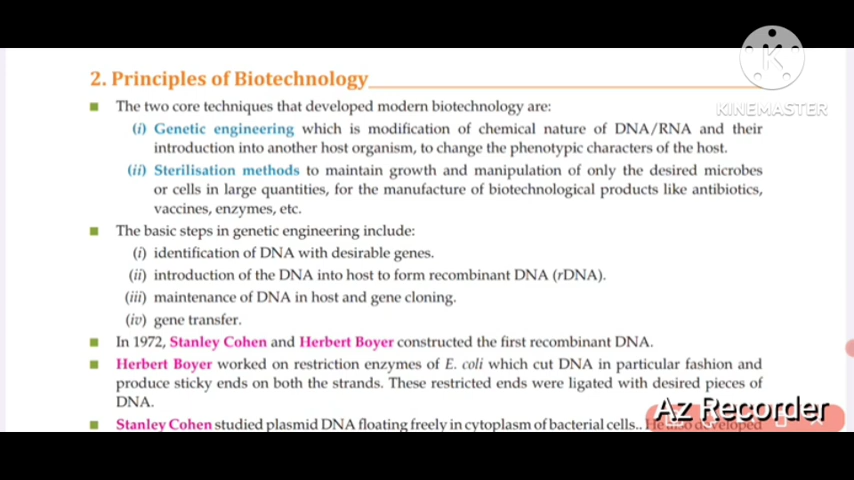 KINEMASTER
2. Principles of Biotechnology
■ The two core techniques that developed modern biotechnology are:
(i) Genetic engineering which is modification of chemical nature of DNA/RNA and their
introduction into another host organism, to change the phenotypic characters of the host.
(ii) Sterilisation methods to maintain growth and manipulation of only the desired microbes
or cells in large quantities, for the manufacture of biotechnological products like antibiotics,
vaccines, enzymes, etc.
■ The basic steps in genetic engineering include:
(i) identification of DNA with desirable genes.
(ii) introduction of the DNA into host to form recombinant DNA (rDNA).
(iii) maintenance of DNA in host and gene cloning.
(iv) gene transfer.
■ In 1972, Stanley Cohen and Herbert Boyer constructed the first recombinant DNA.
■ Herbert Boyer worked on restriction enzymes of E. coli which cut DNA in particular fashion and
produce sticky ends on both the strands. These restricted ends were ligated with desired pieces of
DNA.
Az Recorder
■ Stanley Cohen studied plasmid DNA floating freely in cytoplasm of bacterial cells.. He also developed